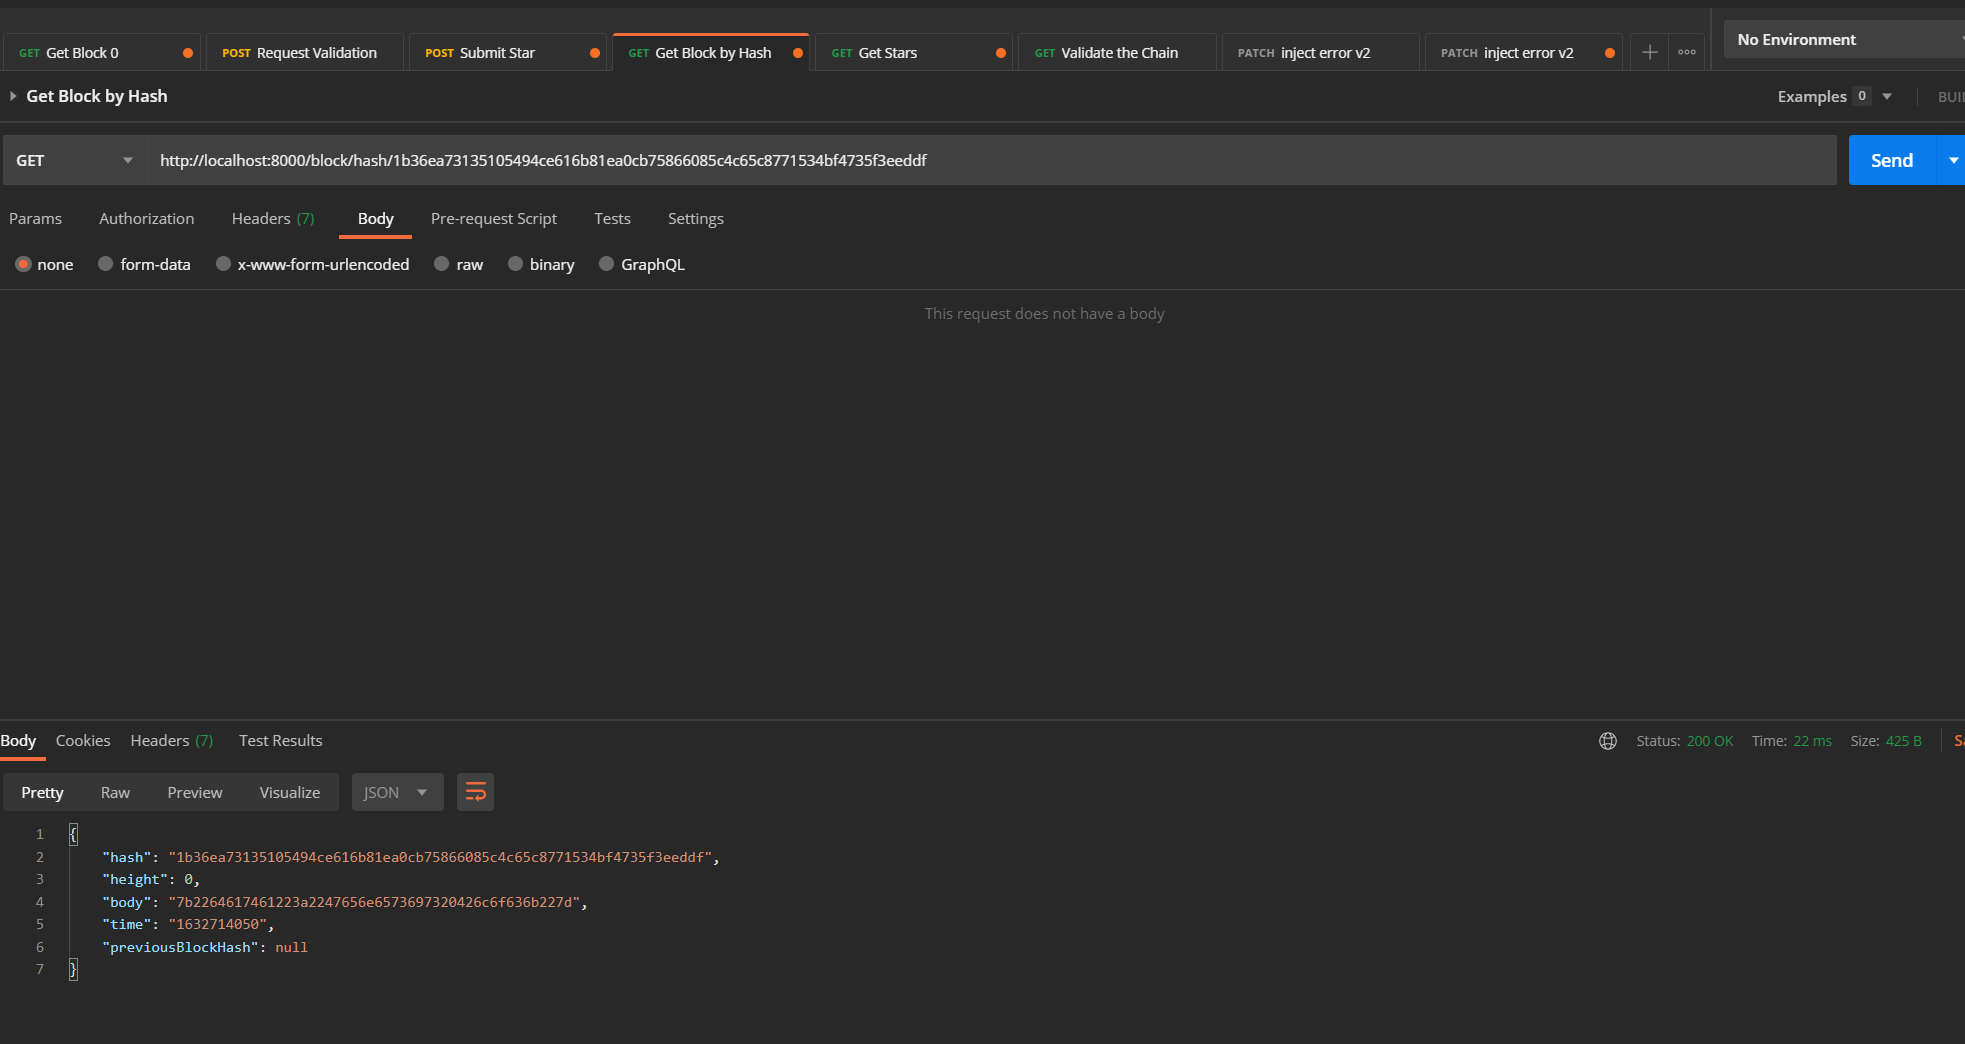 GET Get Block 0 POST Request Validation POST Submit Star GET Get Block by Hash GET Get Stars GET Validate the Chain PATCH inject error v2 PATCH inject error v2 No Environment
Get Block by Hash Examples 0
GET http://localhost:8000/block/hash/1b36ea73135105494ce616b81ea0cb75866085c4c65c8771534bf4735f3eeddf Send
Params Authorization Headers (7) Body Pre-request Script Tests Settings
none form-data x-www-form-urlencoded raw binary GraphQL
This request does not have a body
Body Cookies Headers (7) Test Results Status: 200 OK Time: 22 ms Size: 425 B
Pretty Raw Preview Visualize JSON
1 {
2 "hash": "1b36ea73135105494ce616b81ea0cb75866085c4c65c8771534bf4735f3eeddf",
3 "height": 0,
4 "body": "7b2264617461223a2247656e6573697320426c6f636b227d",
5 "time": "1632714050",
6 "previousBlockHash": null
7 }